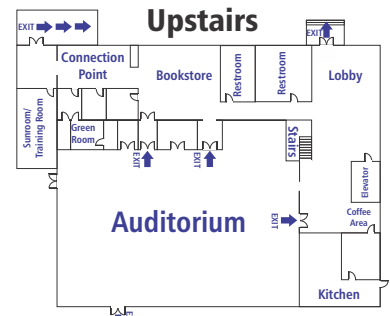 Upstairs
EXIT
EXIT
Connection
Point
Bookstore
Restroom
Restroom
Lobby
Sunroom/
Training Room
Green
Room
EXIT
EXIT
Stairs
Elevator
Auditorium
EXIT
Coffee
Area
Kitchen